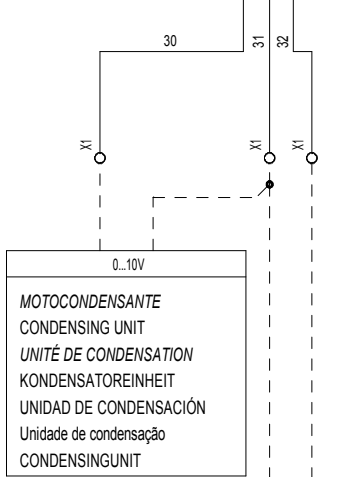 30
31
32
X1
X1
X1
0...10V
MOTOCONDENSANTE
CONDENSING UNIT
UNITÉ DE CONDENSATION
KONDENSATOREINHEIT
UNIDAD DE CONDENSACIÓN
Unidade de condensação
CONDENSINGUNIT